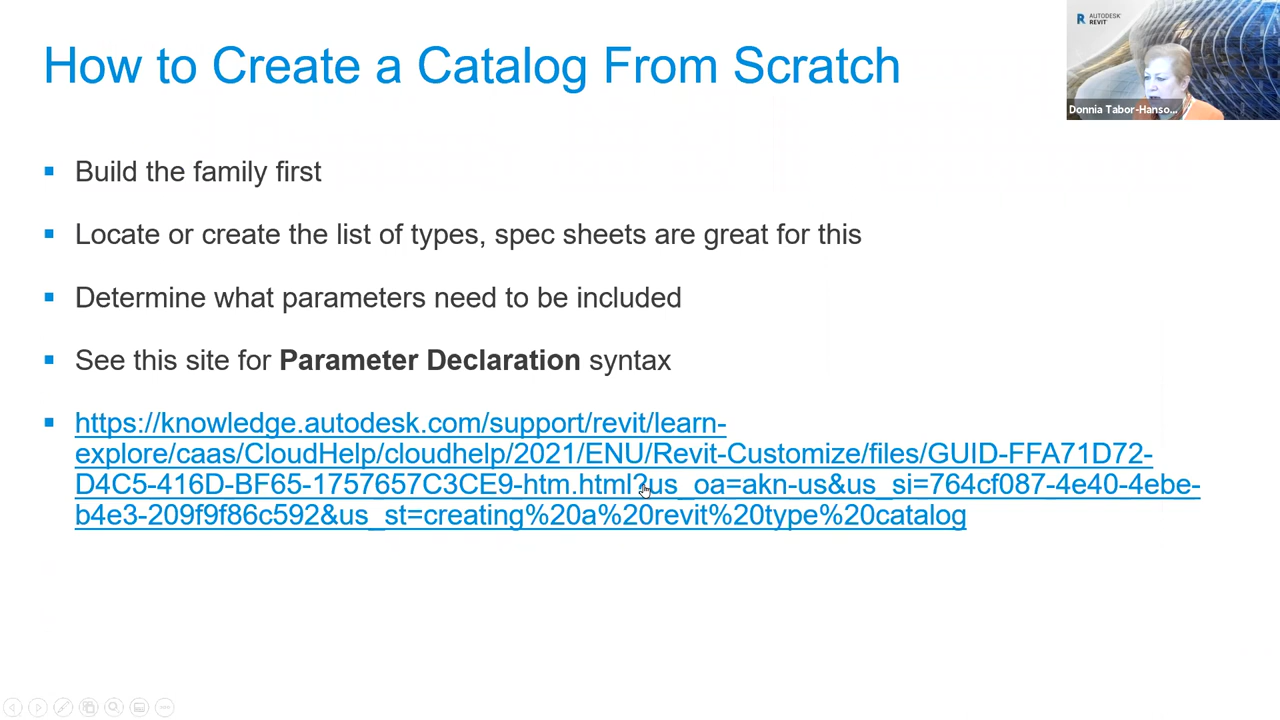 How to Create a Catalog From Scratch
R AUTODESK
REVIT
Donnia Tabor-Hanso...
Build the family first
Locate or create the list of types, spec sheets are great for this
Determine what parameters need to be included
See this site for Parameter Declaration syntax
https://knowledge.autodesk.com/support/revit/learn-
explore/caas/CloudHelp/cloudhelp/2021/ENU/Revit-Customize/files/GUID-FFA71D72-
D4C5-416D-BF65-1757657C3CE9-htm.html?us_oa=akn-us&us_si=764cf087-4e40-4ebe-
b4e3-209f9f86c592&us_st=creating%20a%20revit%20type%20catalog